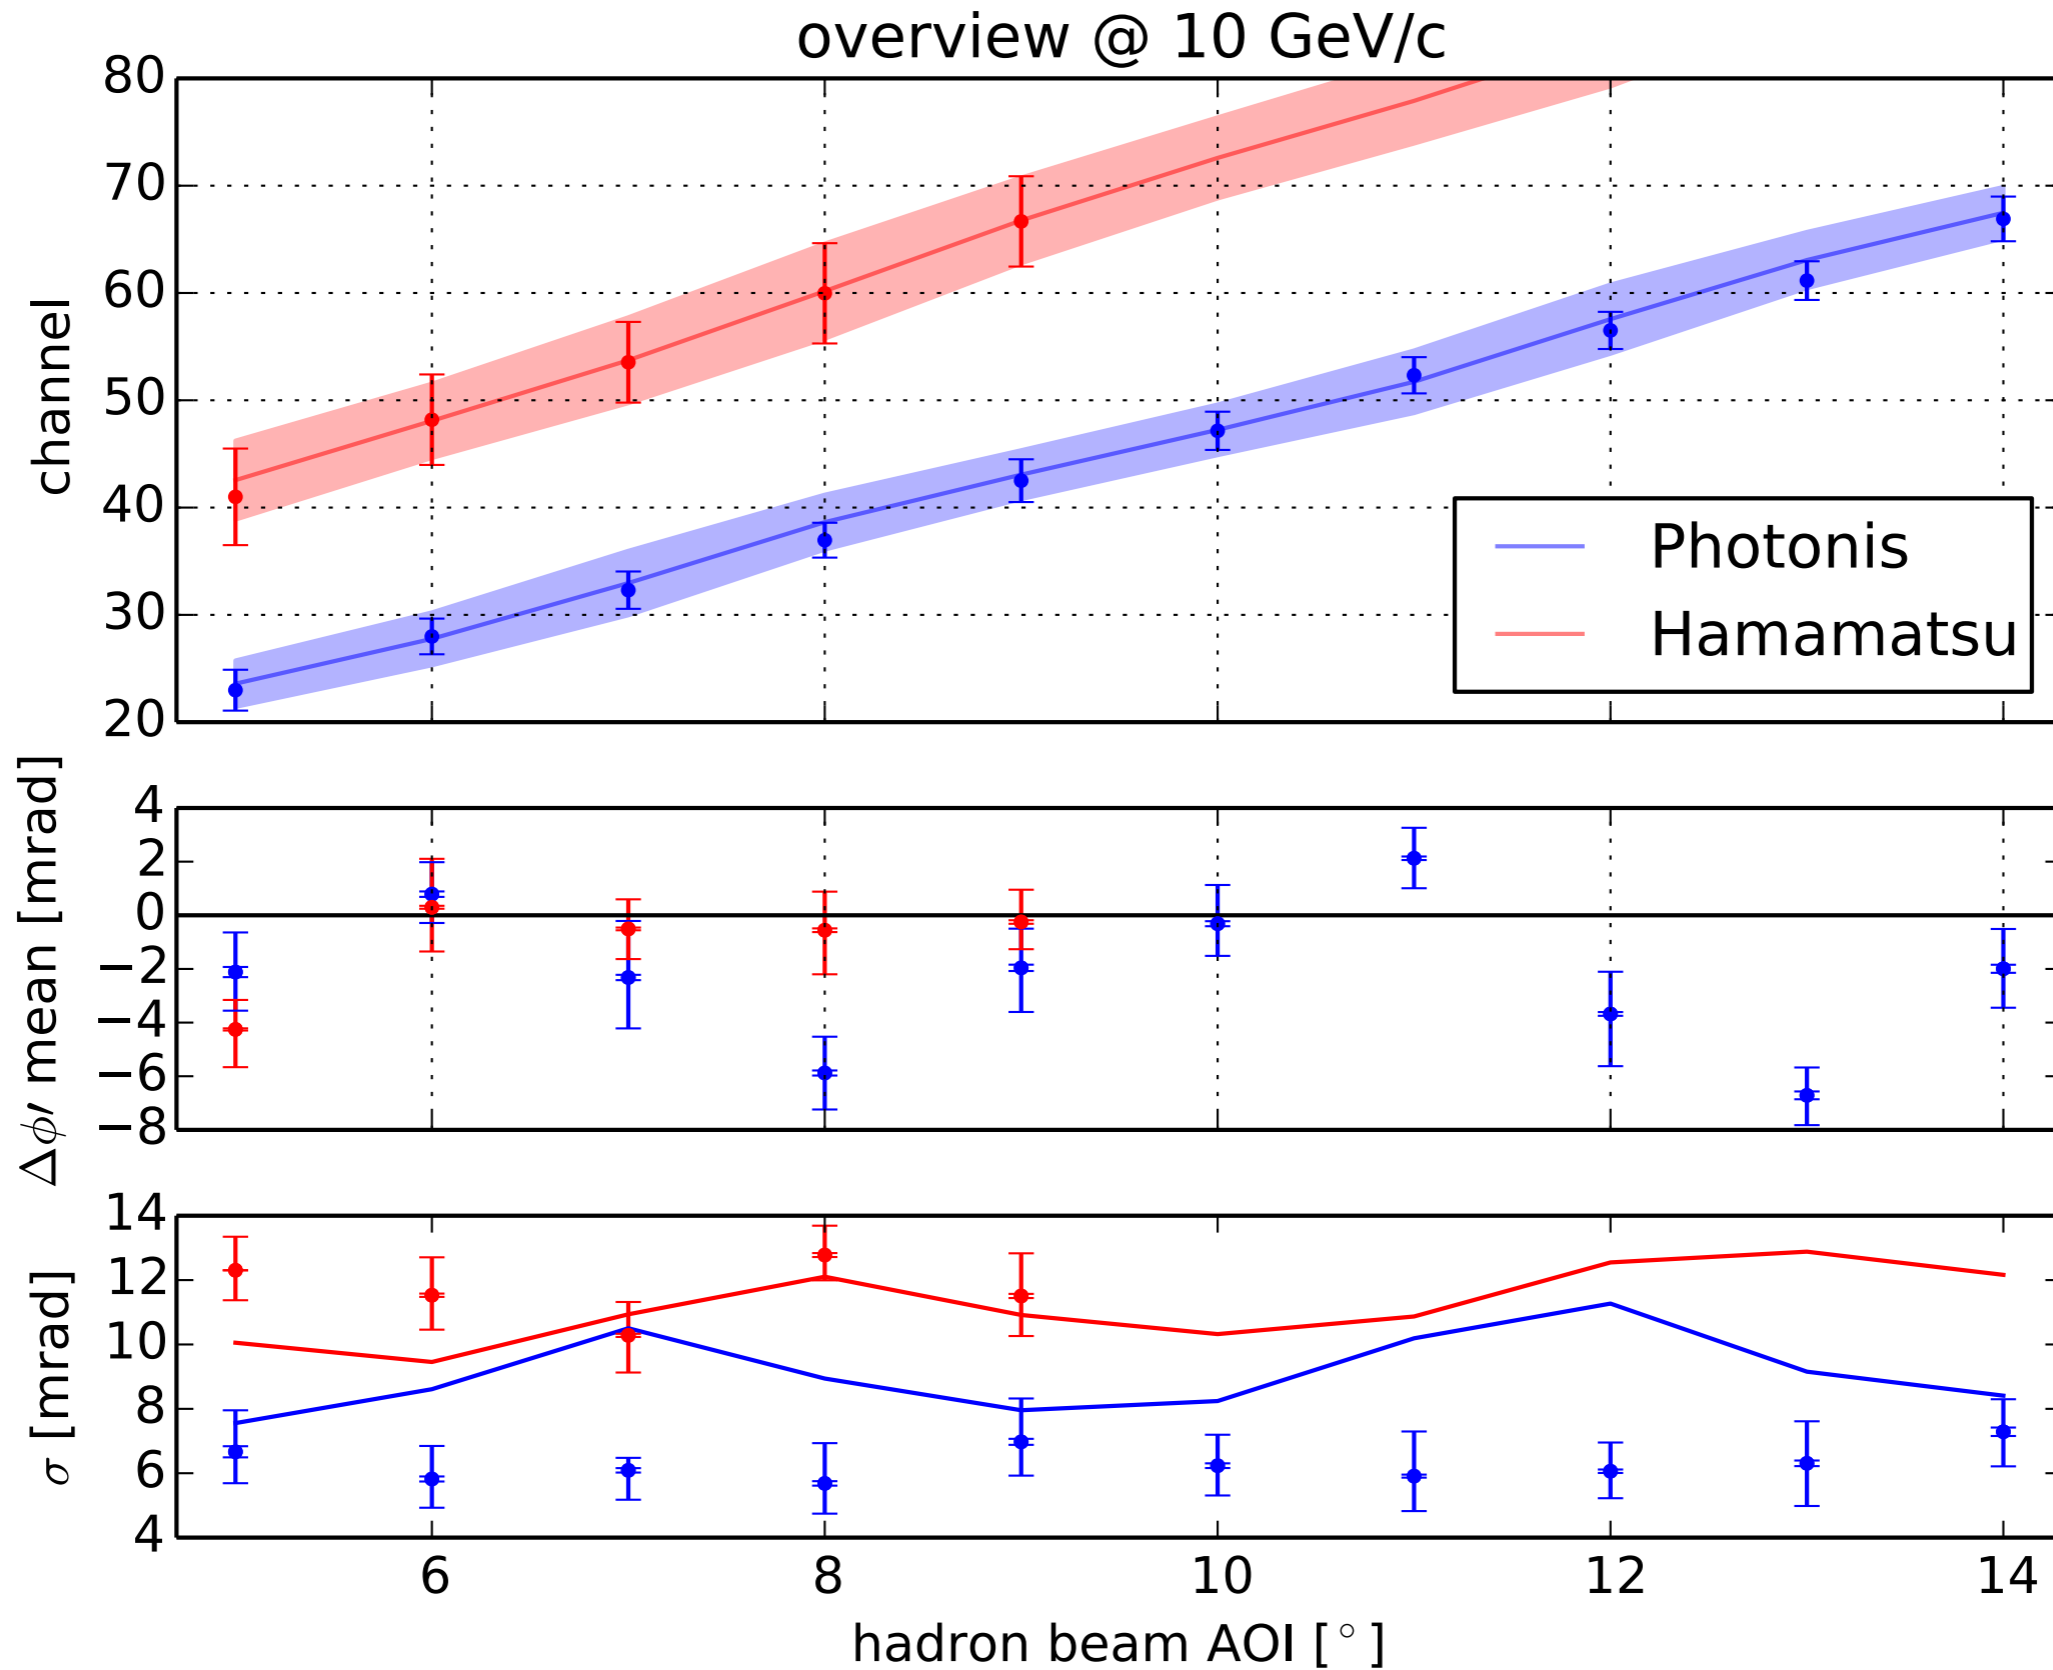 overview @ 10 GeV/c
channel
80
70
60
50
40
30
20
Photonis
Hamamatsu
Δϕ′ mean [mrad]
4
2
0
−2
−4
−6
−8
σ [mrad]
14
12
10
8
6
4
6 8 10 12 14
hadron beam AOI [°]